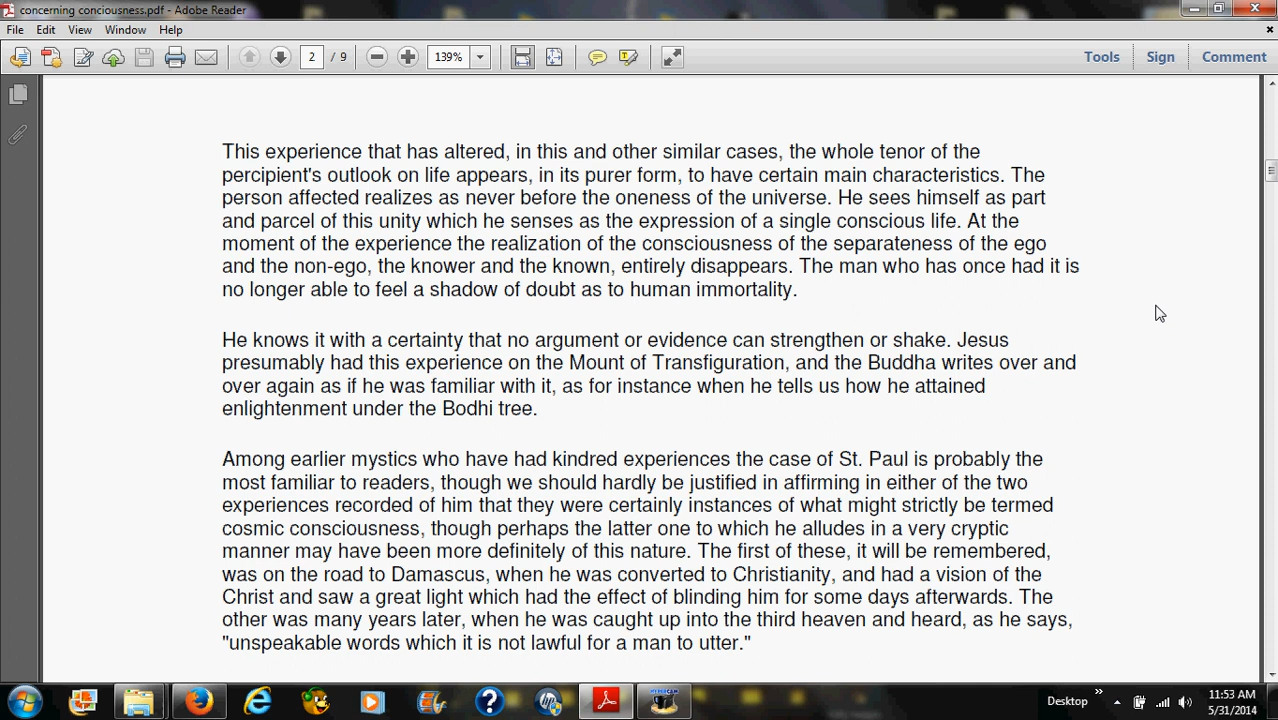 concerning conciousness.pdf - Adobe Reader
File Edit View Window Help
2 / 9 139% Tools Sign Comment
This experience that has altered, in this and other similar cases, the whole tenor of the
percipient's outlook on life appears, in its purer form, to have certain main characteristics. The
person affected realizes as never before the oneness of the universe. He sees himself as part
and parcel of this unity which he senses as the expression of a single conscious life. At the
moment of the experience the realization of the consciousness of the separateness of the ego
and the non-ego, the knower and the known, entirely disappears. The man who has once had it is
no longer able to feel a shadow of doubt as to human immortality.
He knows it with a certainty that no argument or evidence can strengthen or shake. Jesus
presumably had this experience on the Mount of Transfiguration, and the Buddha writes over and
over again as if he was familiar with it, as for instance when he tells us how he attained
enlightenment under the Bodhi tree.
Among earlier mystics who have had kindred experiences the case of St. Paul is probably the
most familiar to readers, though we should hardly be justified in affirming in either of the two
experiences recorded of him that they were certainly instances of what might strictly be termed
cosmic consciousness, though perhaps the latter one to which he alludes in a very cryptic
manner may have been more definitely of this nature. The first of these, it will be remembered,
was on the road to Damascus, when he was converted to Christianity, and had a vision of the
Christ and saw a great light which had the effect of blinding him for some days afterwards. The
other was many years later, when he was caught up into the third heaven and heard, as he says,
"unspeakable words which it is not lawful for a man to utter."
Desktop
11:53 AM
5/31/2014